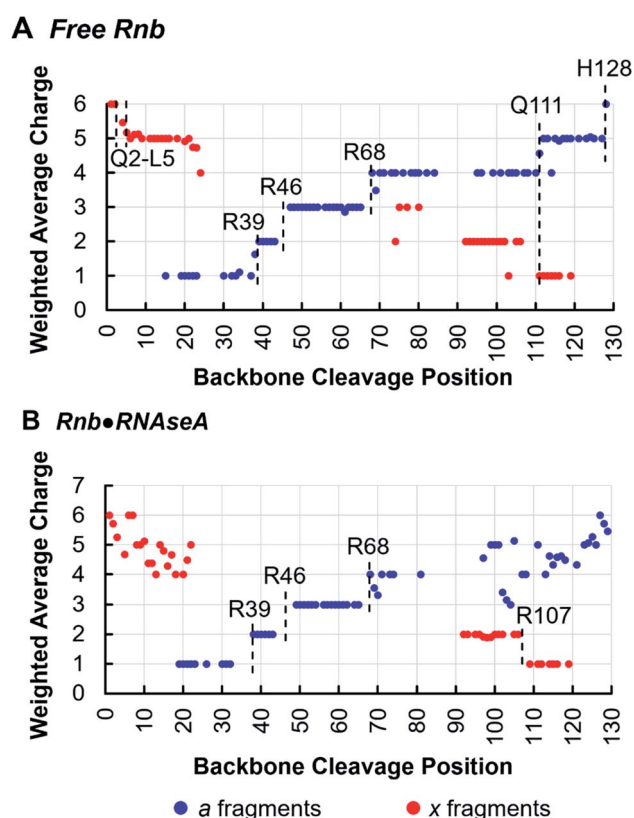 A Free Rnb
Weighted Average Charge
6
5
4
3
2
1
0
Q2-L5
R39
R46
R68
Q111
H128
0 10 20 30 40 50 60 70 80 90 100 110 120 130
Backbone Cleavage Position
B Rnb●RNAseA
Weighted Average Charge
7
6
5
4
3
2
1
0
R39
R46
R68
R107
0 10 20 30 40 50 60 70 80 90 100 110 120 130
Backbone Cleavage Position
a fragments x fragments